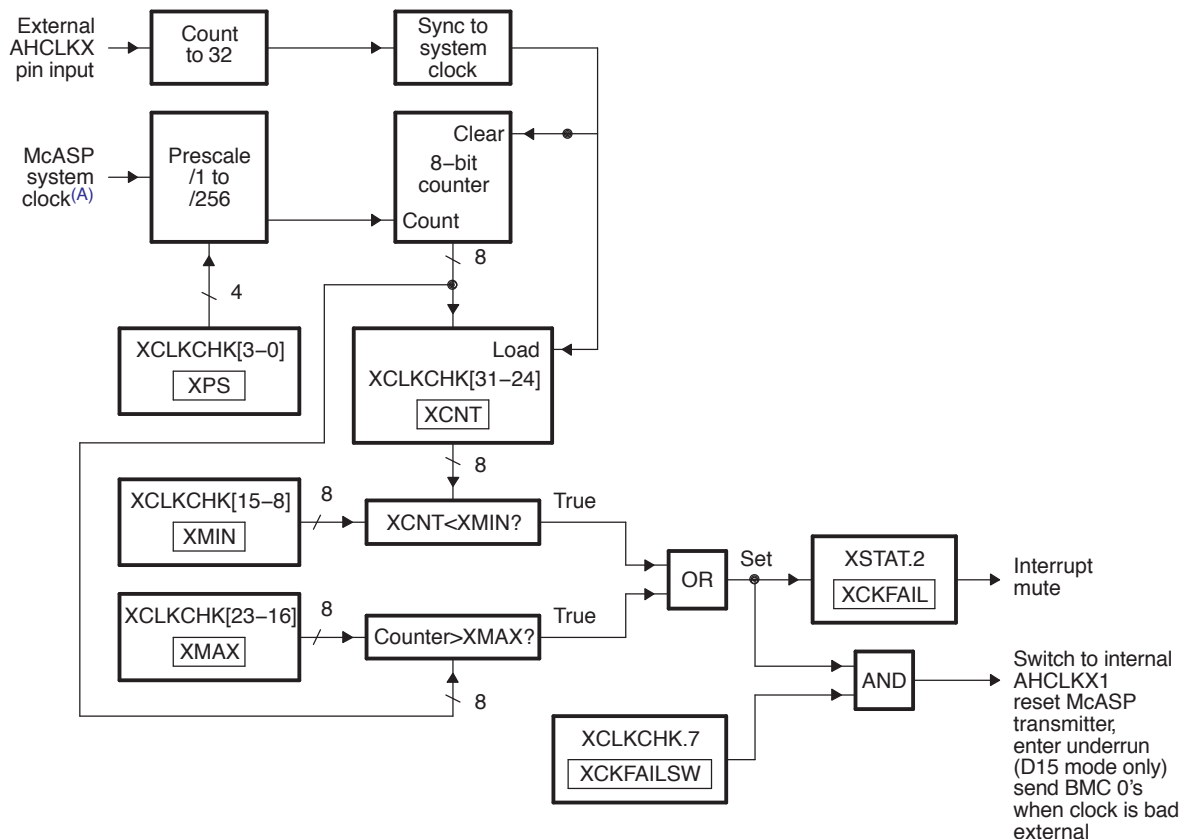 External
AHCLKX
pin input
Count
to 32
Sync to
system
clock
McASP
system
clock(A)
Prescale
/1 to
/256
Clear
8−bit
counter
Count
8
4
XCLKCHK[3−0]
XPS
Load
XCLKCHK[31−24]
XCNT
8
XCLKCHK[15−8]
XMIN
8
XCNT<XMIN?
True
OR
Set
XSTAT.2
XCKFAIL
Interrupt
mute
XCLKCHK[23−16]
XMAX
8
Counter>XMAX?
True
8
AND
XCLKCHK.7
XCKFAILSW
Switch to internal
AHCLKX1
reset McASP
transmitter,
enter underrun
(D15 mode only)
send BMC 0's
when clock is bad
external